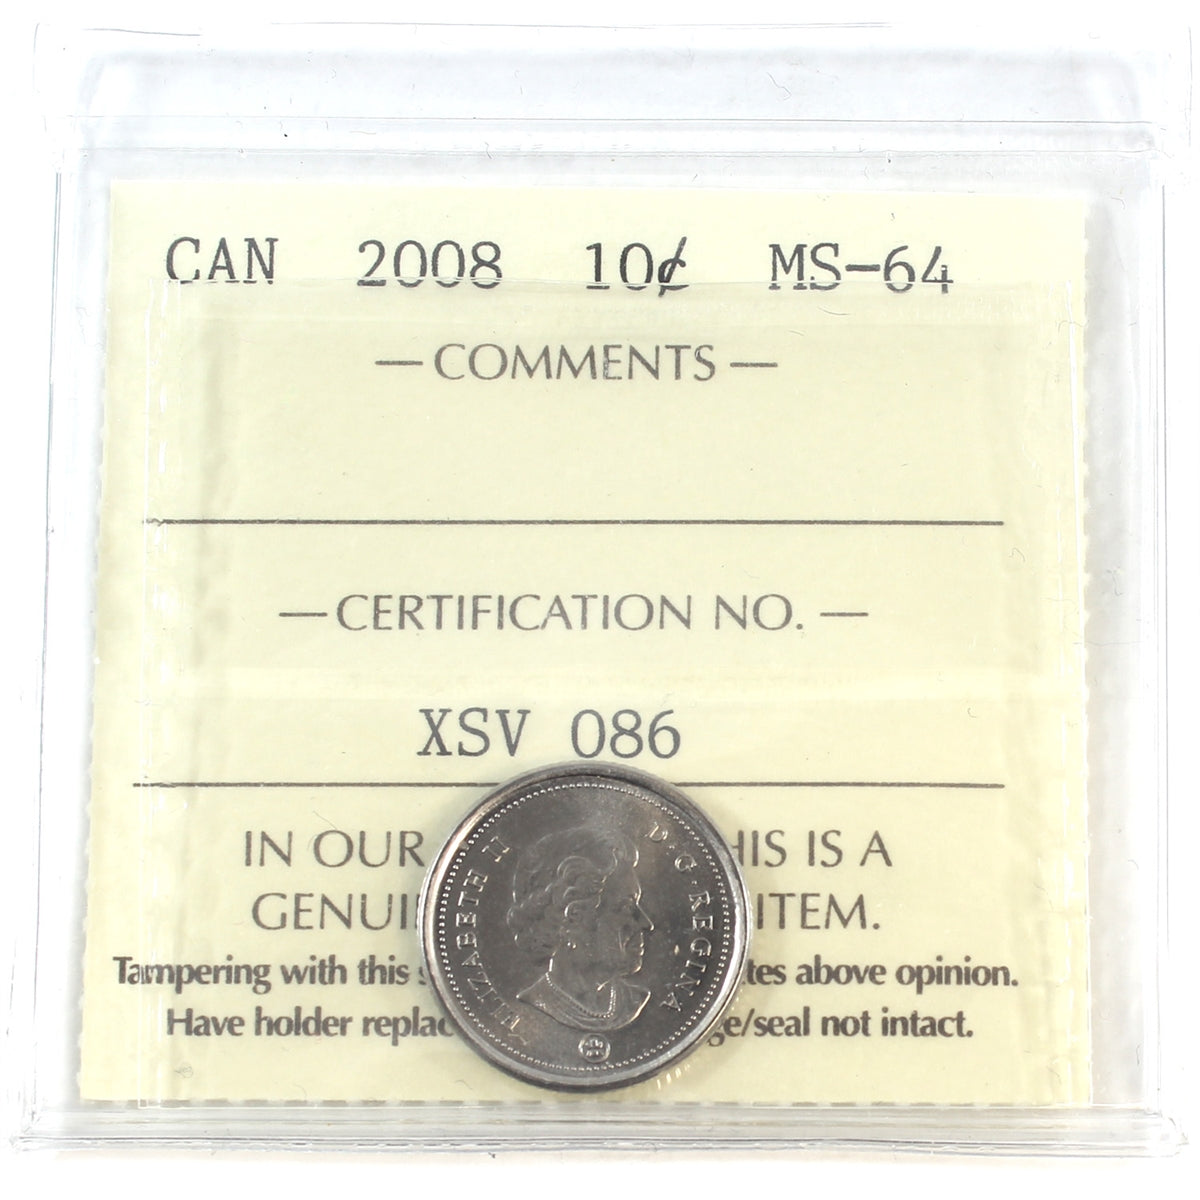 CAN 2008 10¢ MS-64
— COMMENTS —
— CERTIFICATION NO. —
XSV 086
IN OUR HIS IS A
GENUI ITEM.
Tampering with this s tes above opinion.
Have holder replac ge/seal not intact.
ELIZABETH II D·G·REGINA